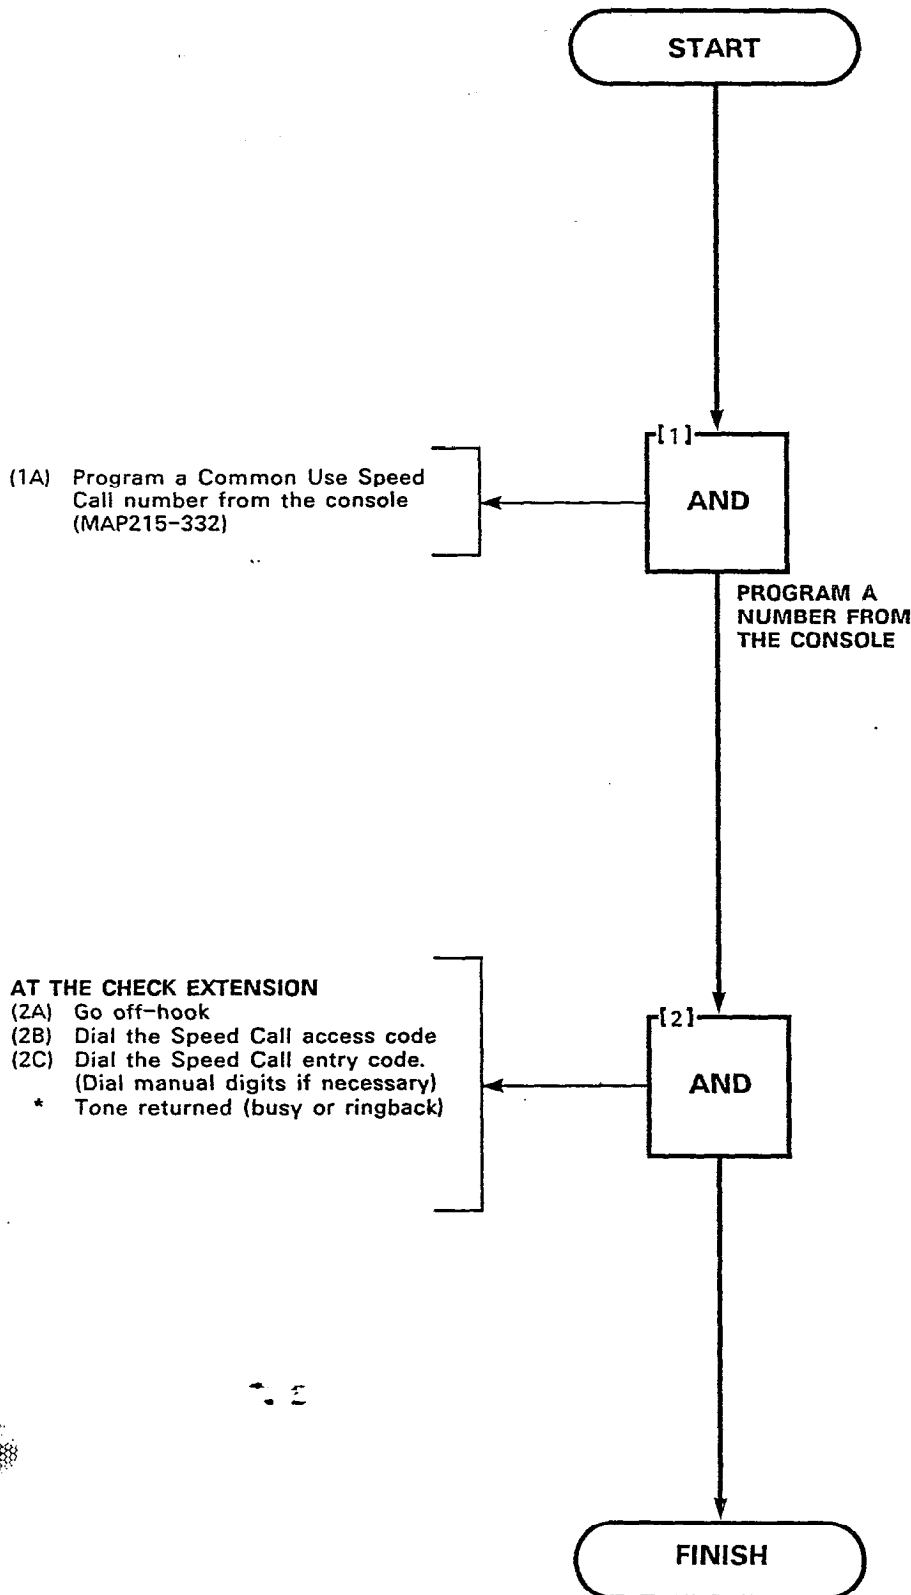 START
[1]
AND
(1A) Program a Common Use Speed
Call number from the console
(MAP215-332)
PROGRAM A
NUMBER FROM
THE CONSOLE
AT THE CHECK EXTENSION
(2A) Go off-hook
(2B) Dial the Speed Call access code
(2C) Dial the Speed Call entry code.
(Dial manual digits if necessary)
* Tone returned (busy or ringback)
[2]
AND
FINISH